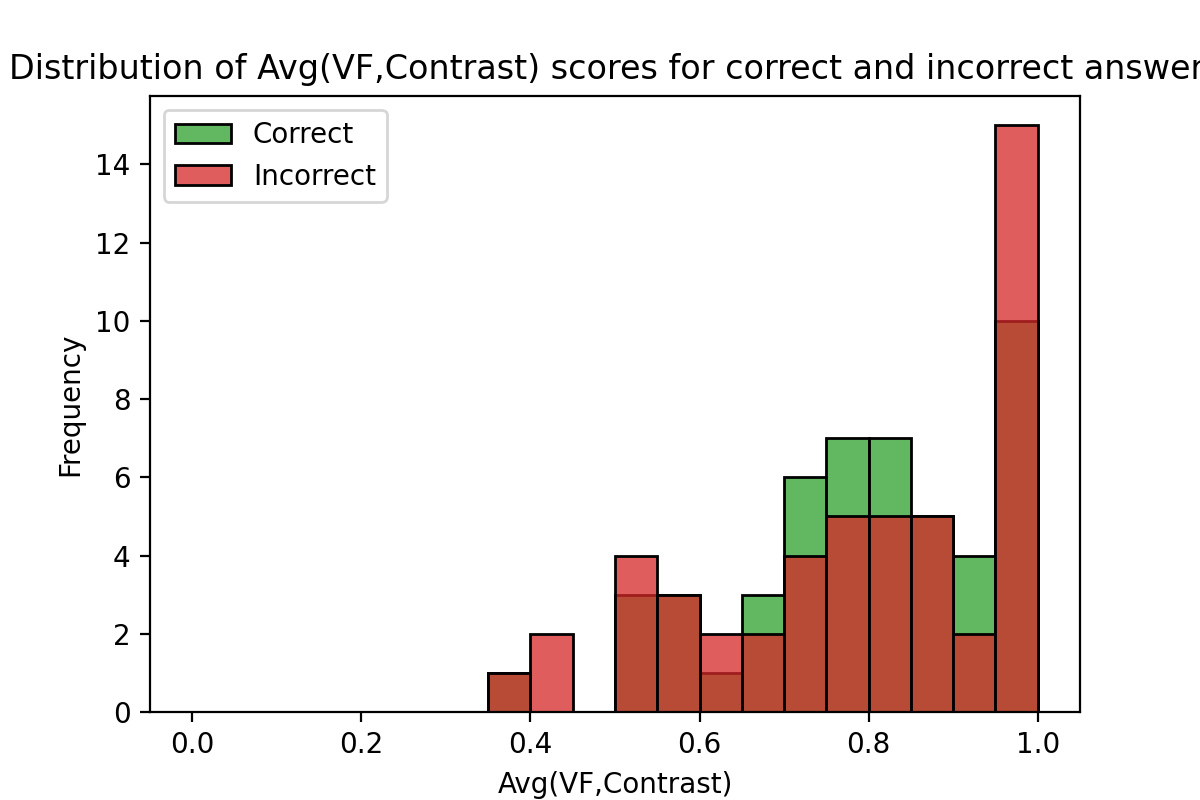 Distribution of Avg(VF,Contrast) scores for correct and incorrect answer
Correct
Incorrect
Frequency
14
12
10
8
6
4
2
0
0.0 0.2 0.4 0.6 0.8 1.0
Avg(VF,Contrast)